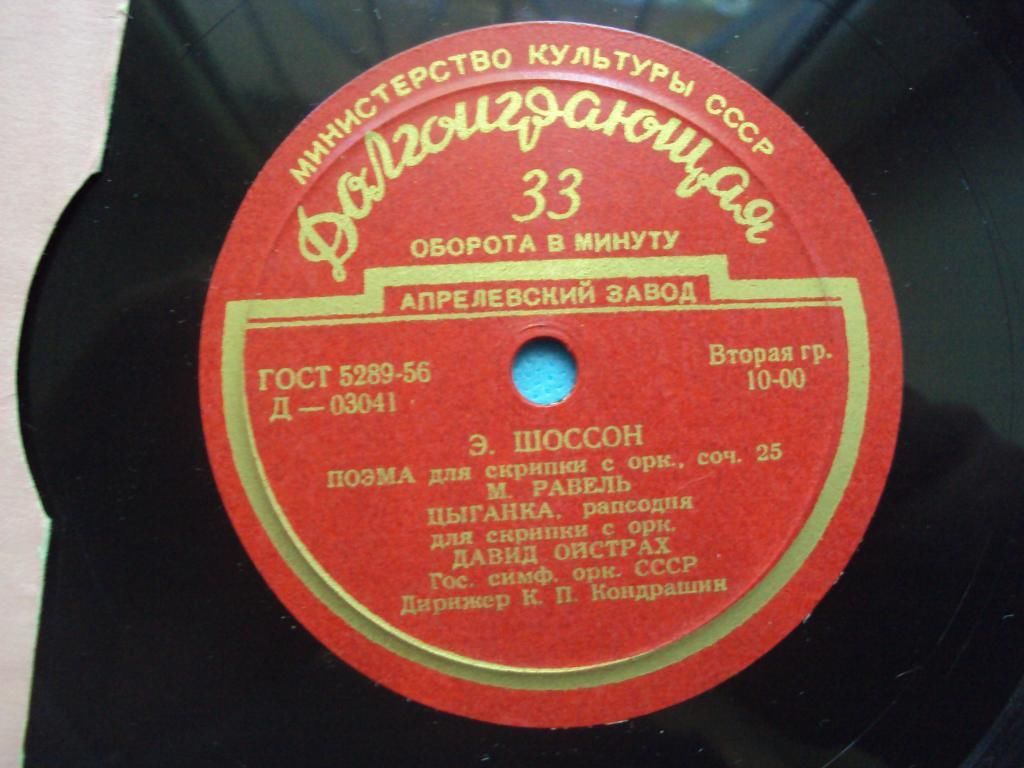 МИНИСТЕРСТВО КУЛЬТУРЫ СССР
Долгоиграющая
33
ОБОРОТА В МИНУТУ
АПРЕЛЕВСКИЙ ЗАВОД
ГОСТ 5289-56
Д — 03041
Вторая гр.
10-00
Э. ШОССОН
ПОЭМА для скрипки с орк., соч. 25
М. РАВЕЛЬ
ЦЫГАНКА, рапсодия
для скрипки с орк.
ДАВИД ОЙСТРАХ
Гос. симф. орк. СССР
Дирижер К. П. Кондрашин